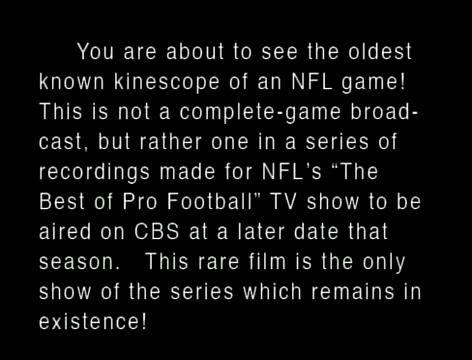 You are about to see the oldest
known kinescope of an NFL game!
This is not a complete-game broad-
cast, but rather one in a series of
recordings made for NFL's “The
Best of Pro Football” TV show to be
aired on CBS at a later date that
season. This rare film is the only
show of the series which remains in
existence!